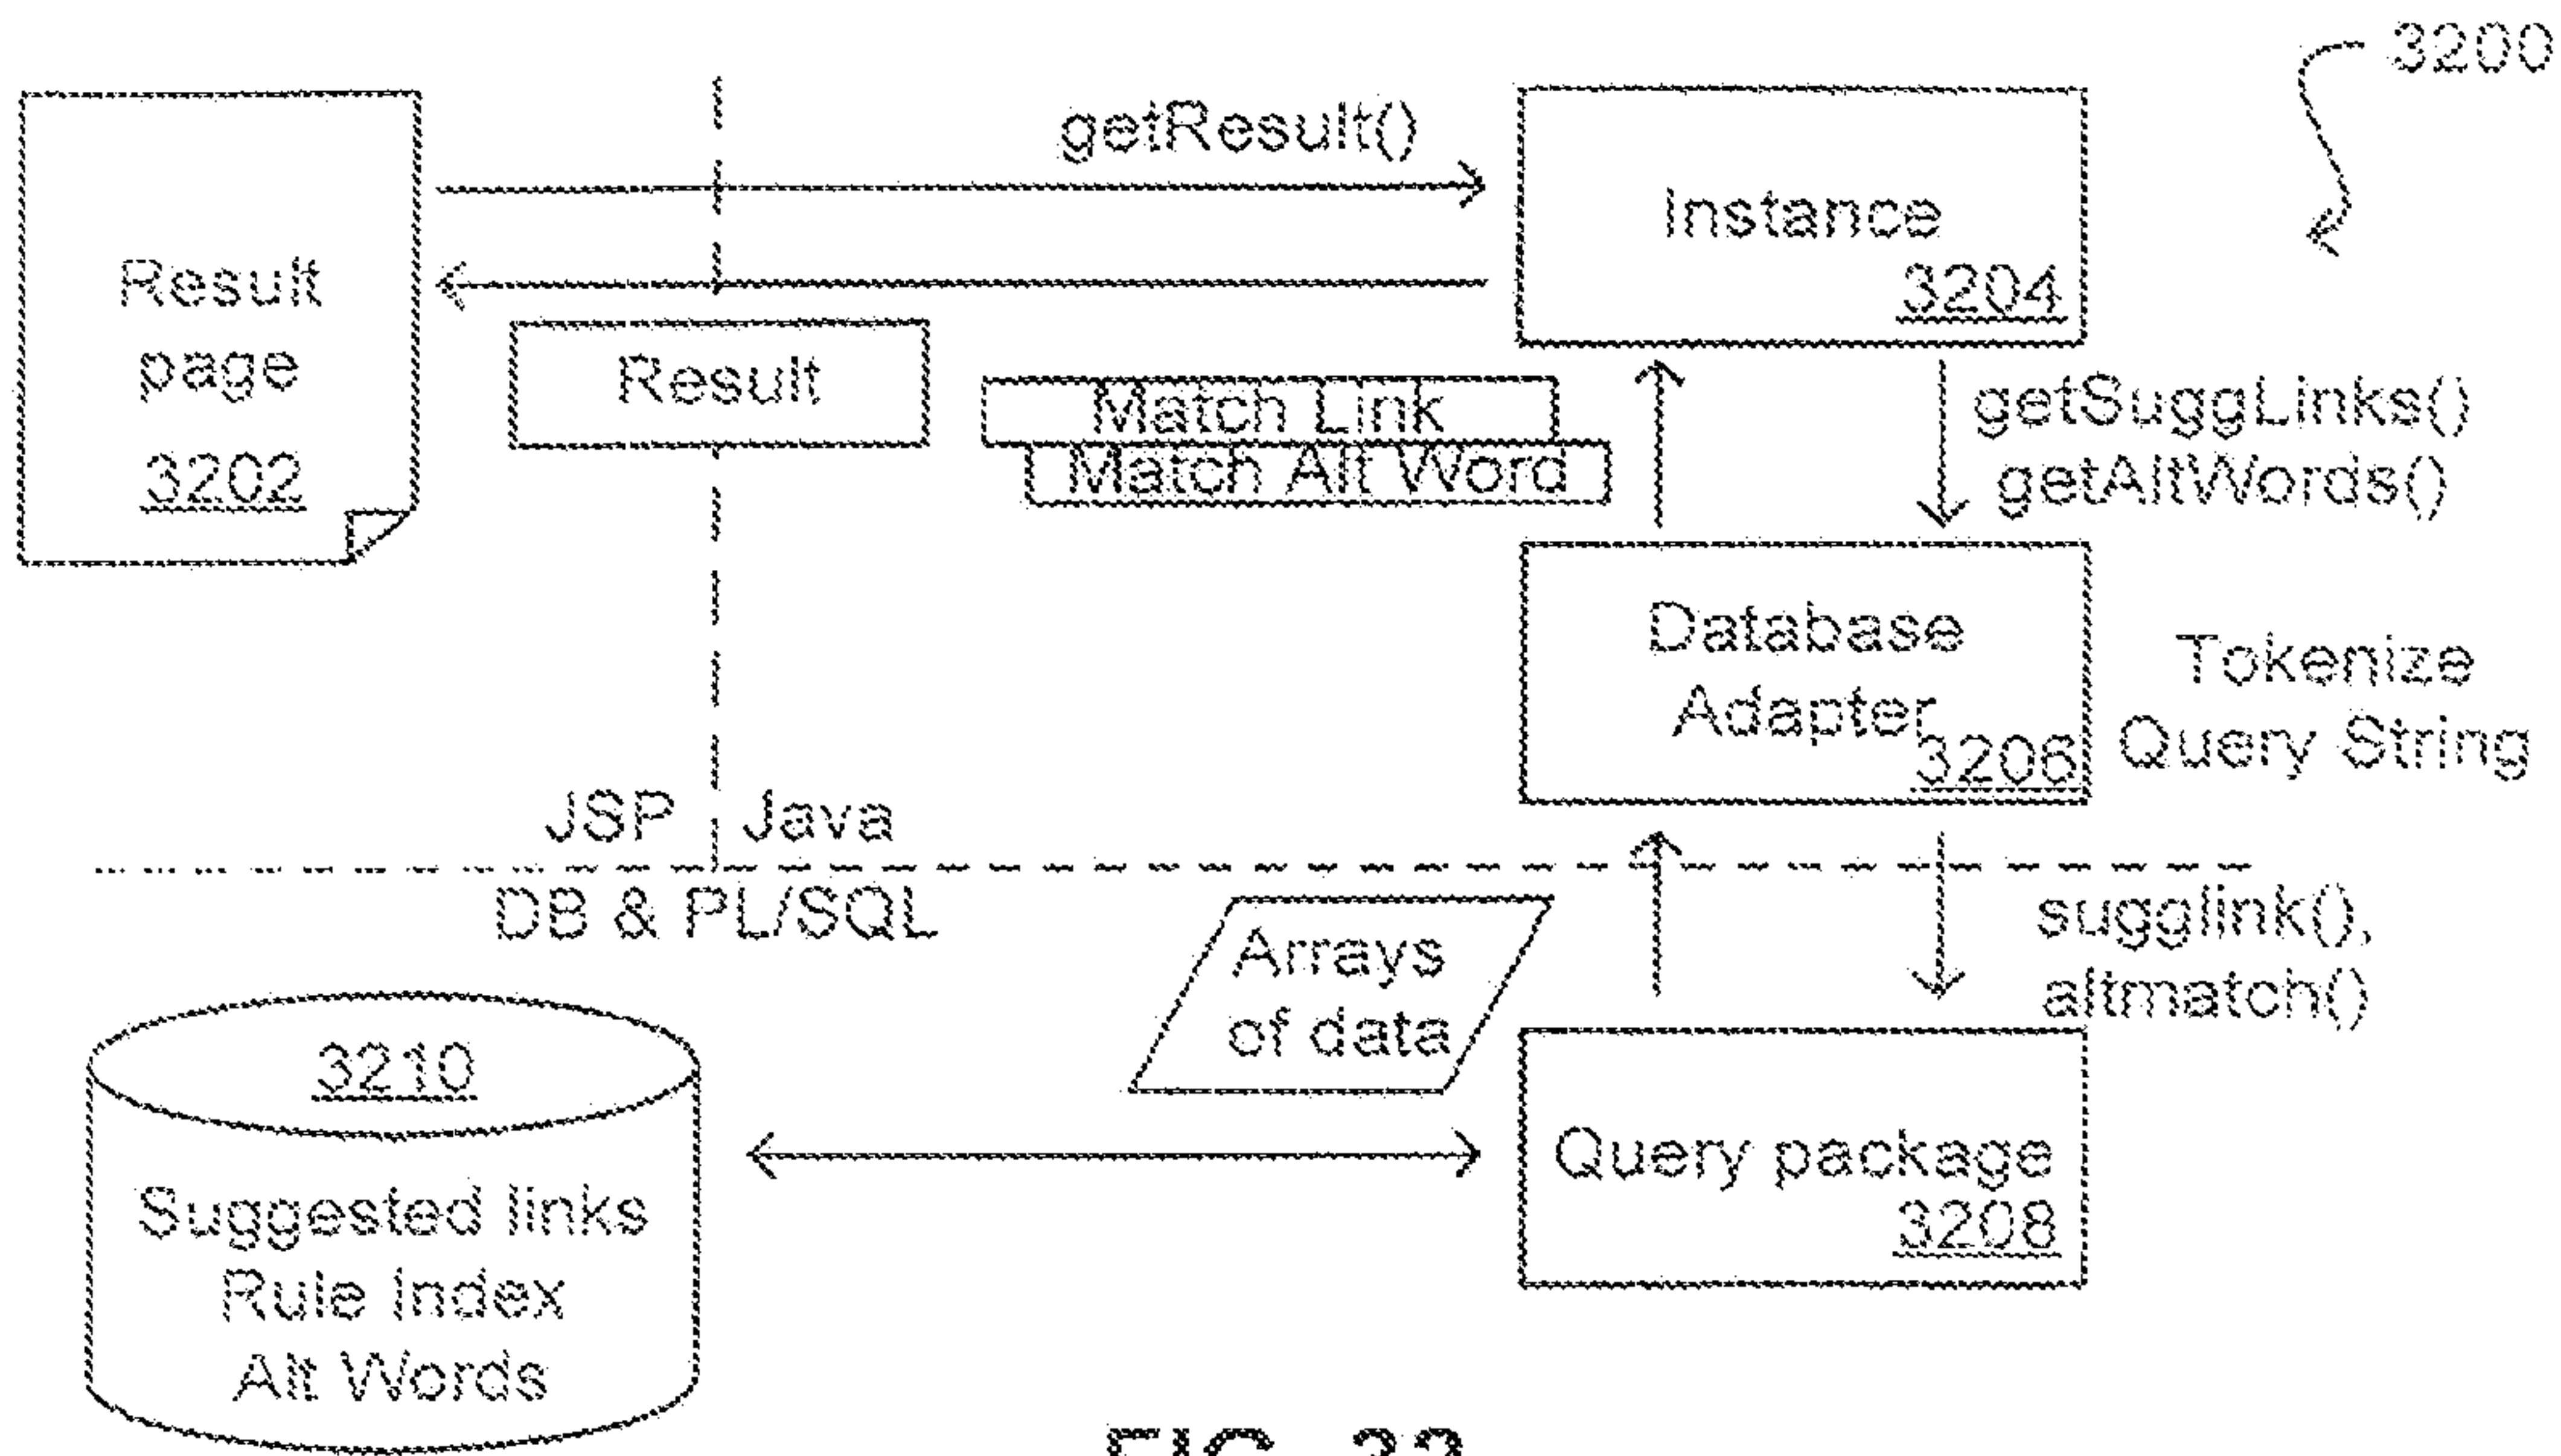 3200
getResult()
Result
page
3202
Instance
3204
Result
Match Link
Match Alt Word
getSuggLinks()
getAltWords()
Database
Adapter
3206
Tokenize
Query String
JSP
Java
DB & PL/SQL
sugglink(),
altmatch()
Arrays
of data
3210
Suggested links
Rule Index
Alt Words
Query package
3208